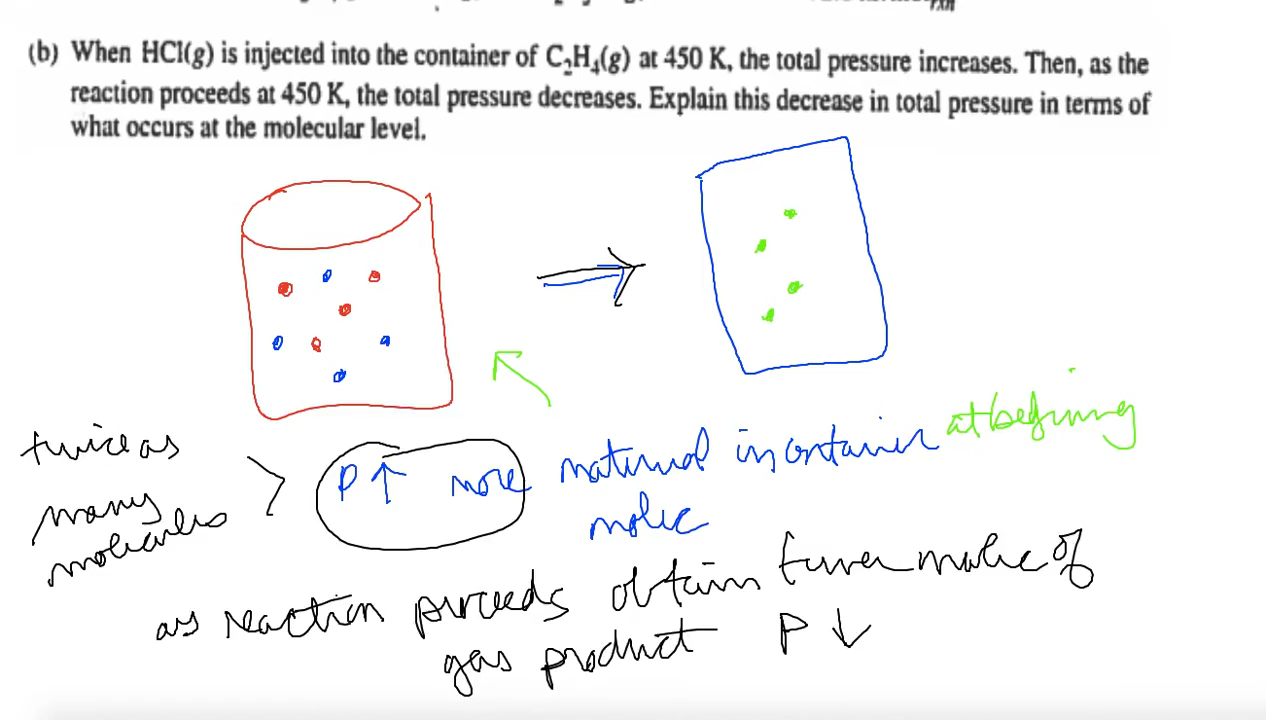 (b) When HCl(g) is injected into the container of C₂H₄(g) at 450 K, the total pressure increases. Then, as the
reaction proceeds at 450 K, the total pressure decreases. Explain this decrease in total pressure in terms of
what occurs at the molecular level.
twice as
many
molecules
P ↑ more material in container at beginning
molec
as reaction proceeds obtain fewer molec of
gas product P ↓